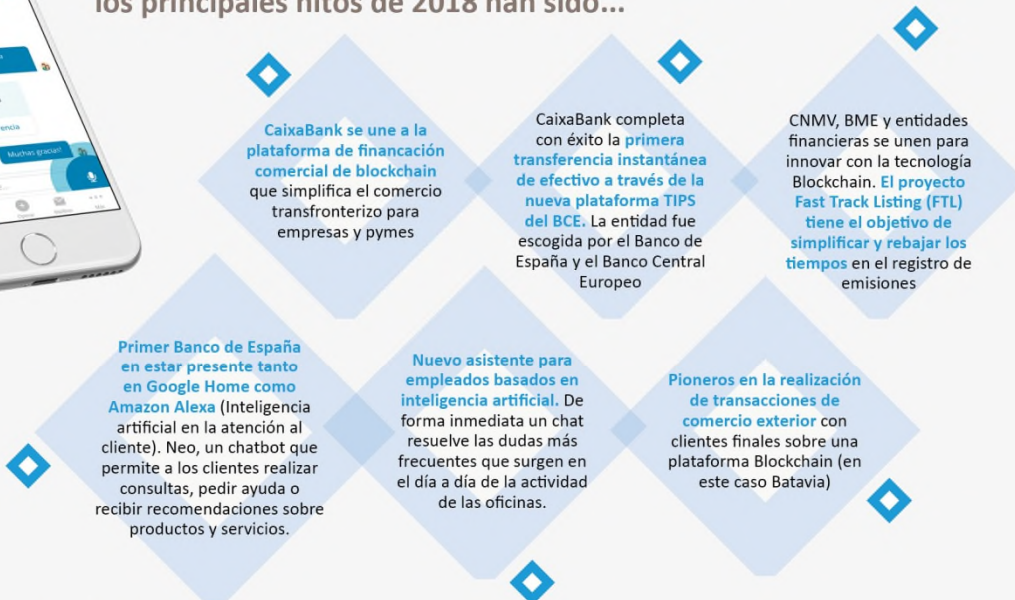 los principales hitos de 2018 han sido...
CaixaBank se une a la
plataforma de financación
comercial de blockchain
que simplifica el comercio
transfronterizo para
empresas y pymes
CaixaBank completa
con éxito la primera
transferencia instantánea
de efectivo a través de la
nueva plataforma TIPS
del BCE. La entidad fue
escogida por el Banco de
España y el Banco Central
Europeo
CNMV, BME y entidades
financieras se unen para
innovar con la tecnología
Blockchain. El proyecto
Fast Track Listing (FTL)
tiene el objetivo de
simplificar y rebajar los
tiempos en el registro de
emisiones
Primer Banco de España
en estar presente tanto
en Google Home como
Amazon Alexa (Inteligencia
artificial en la atención al
cliente). Neo, un chatbot que
permite a los clientes realizar
consultas, pedir ayuda o
recibir recomendaciones sobre
productos y servicios.
Nuevo asistente para
empleados basados en
inteligencia artificial. De
forma inmediata un chat
resuelve las dudas más
frecuentes que surgen en
el día a día de la actividad
de las oficinas.
Pioneros en la realización
de transacciones de
comercio exterior con
clientes finales sobre una
plataforma Blockchain (en
este caso Batavia)
Muchas gracias!